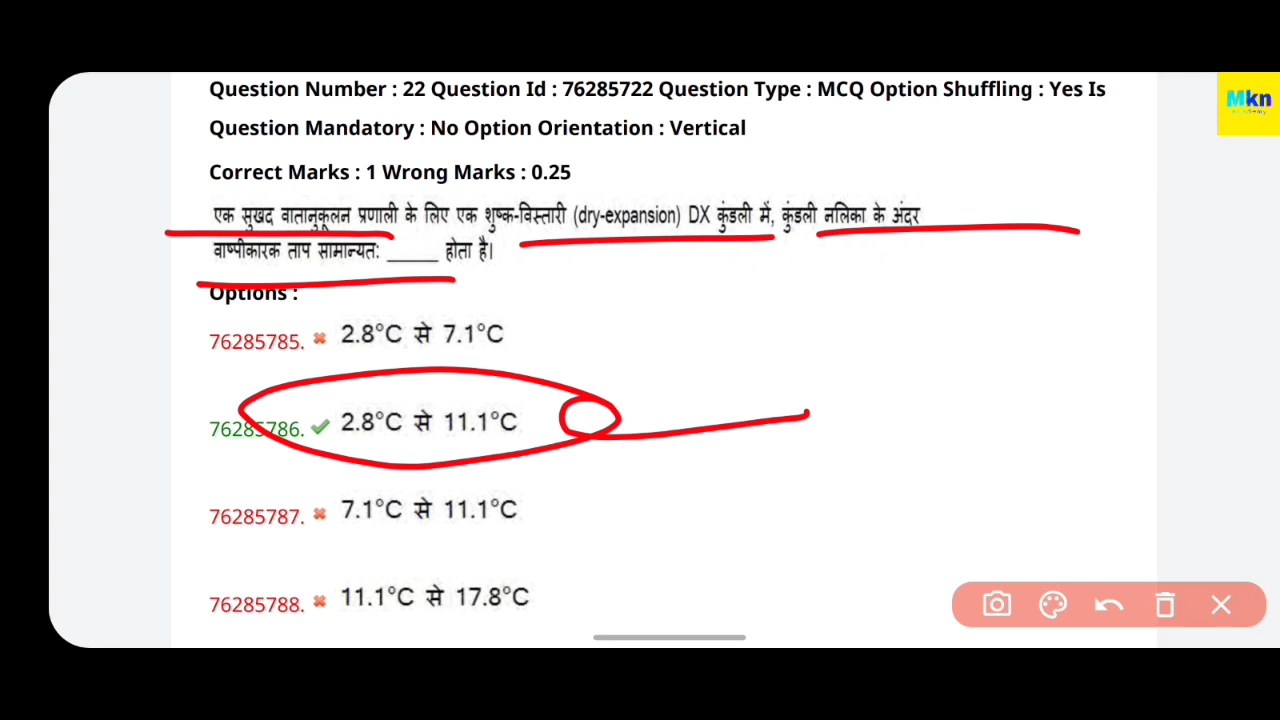 Question Number : 22 Question Id : 76285722 Question Type : MCQ Option Shuffling : Yes Is
Mkn
Academy
Question Mandatory : No Option Orientation : Vertical
Correct Marks : 1 Wrong Marks : 0.25
एक सुखद वातानुकूलन प्रणाली के लिए एक शुष्क-विस्तारी (dry-expansion) DX कुंडली में, कुंडली नलिका के अंदर
वाष्पीकारक ताप सामान्यत: _____ होता है।
Options :
76285785. ✖ 2.8°C से 7.1°C
76285786. ✔ 2.8°C से 11.1°C
76285787. ✖ 7.1°C से 11.1°C
76285788. ✖ 11.1°C से 17.8°C